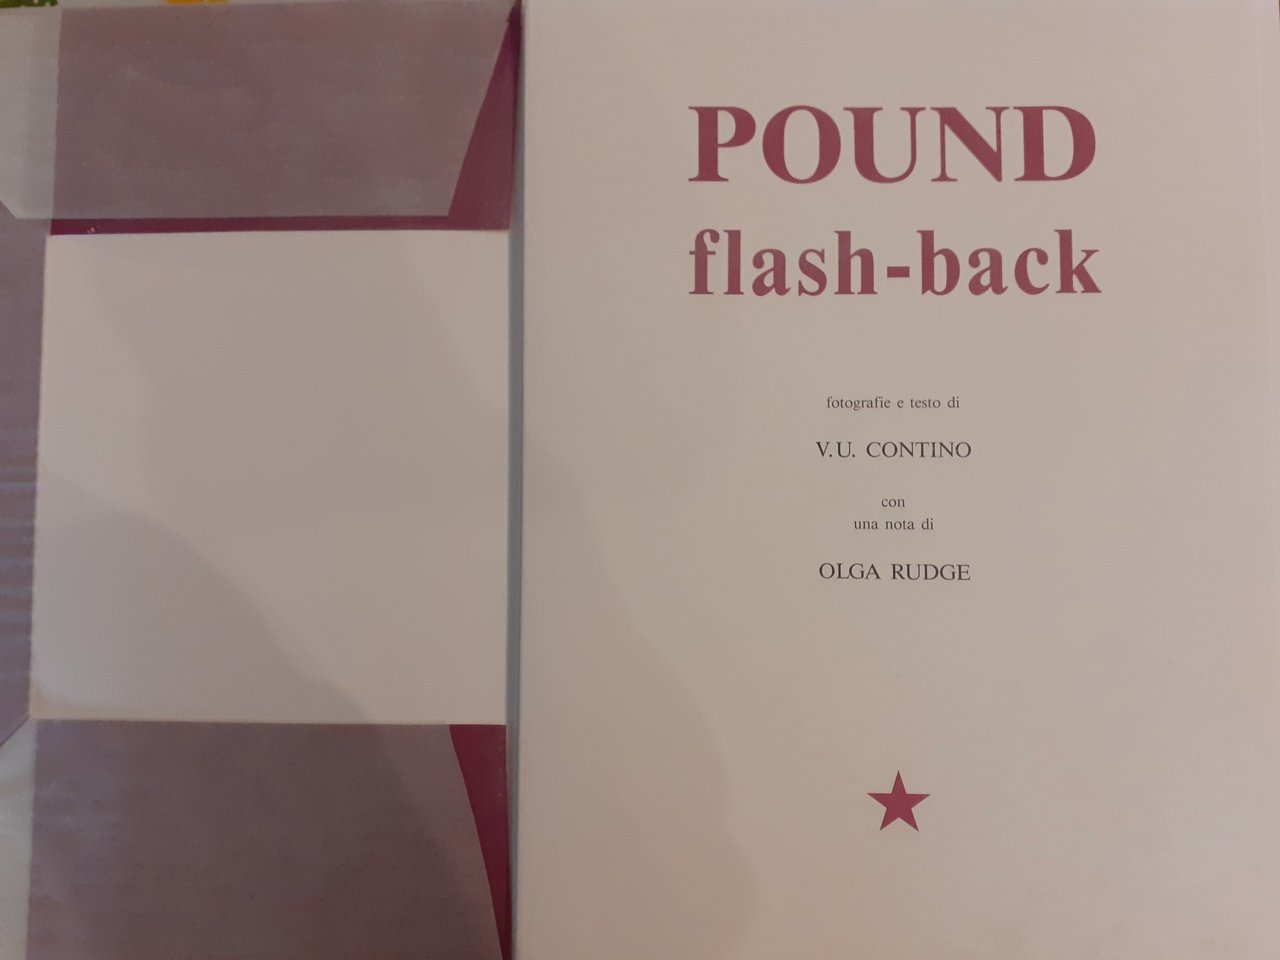 POUND
flash-back
fotografie e testo di
V.U. CONTINO
con
una nota di
OLGA RUDGE